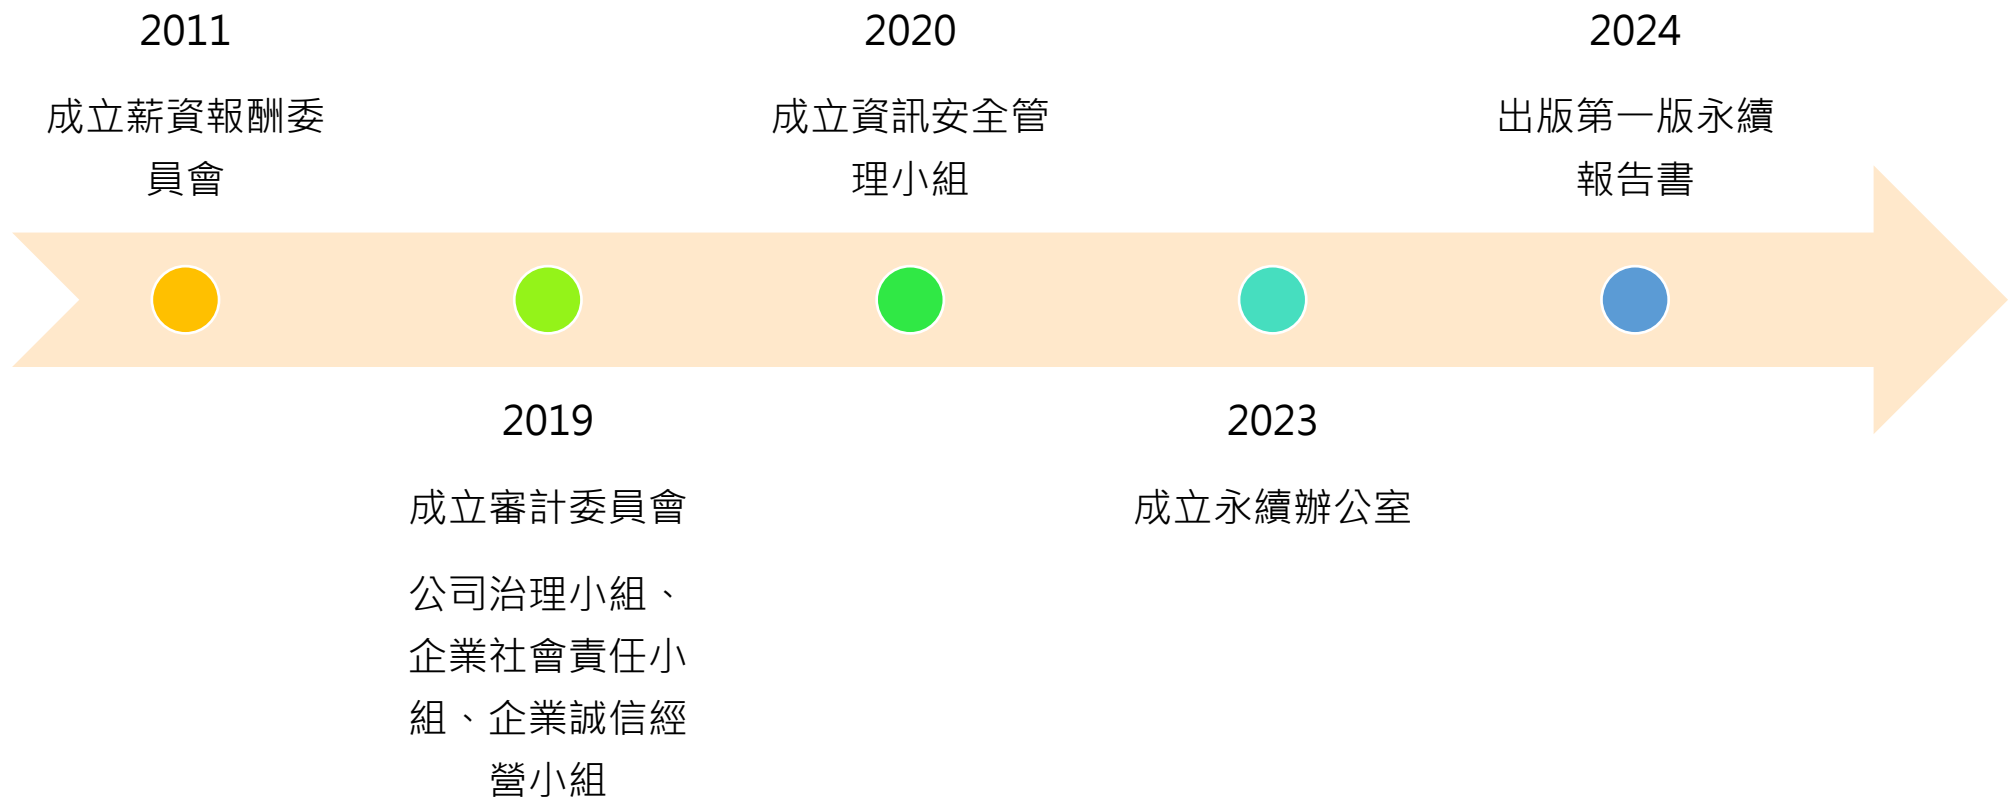 2011
成立薪資報酬委
員會
2019
成立審計委員會
公司治理小組、
企業社會責任小
組、企業誠信經
營小組
2020
成立資訊安全管
理小組
2023
成立永續辦公室
2024
出版第一版永續
報告書